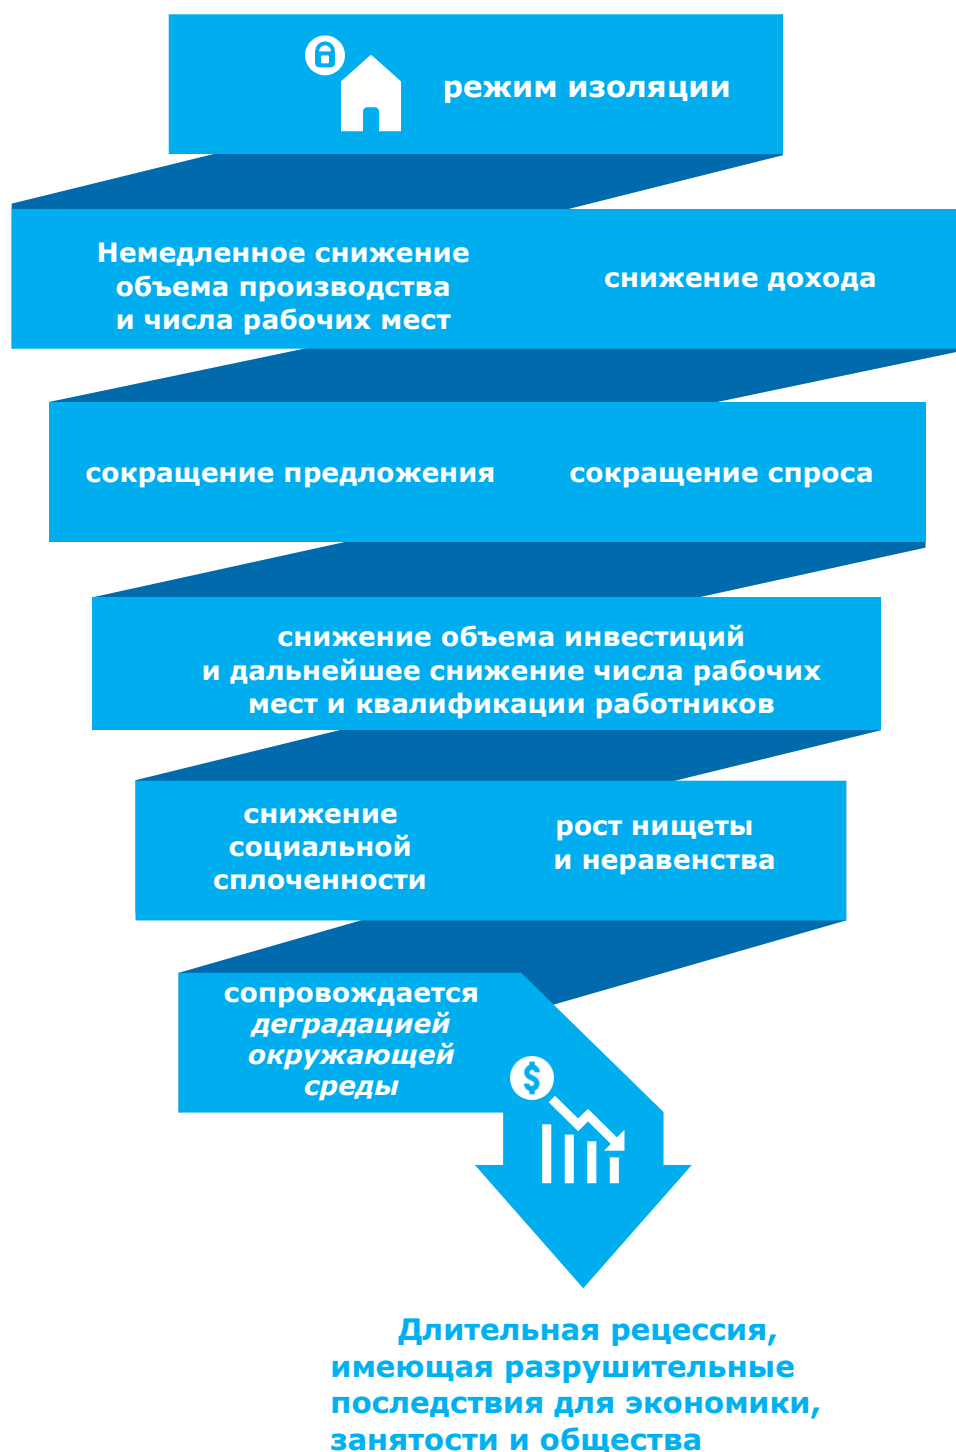 режим изоляции
Немедленное снижение
объема производства
и числа рабочих мест
снижение дохода
сокращение предложения
сокращение спроса
снижение объема инвестиций
и дальнейшее снижение числа рабочих
мест и квалификации работников
снижение
социальной
сплоченности
рост нищеты
и неравенства
сопровождается
деградацией
окружающей
среды
$
Длительная рецессия,
имеющая разрушительные
последствия для экономики,
занятости и общества